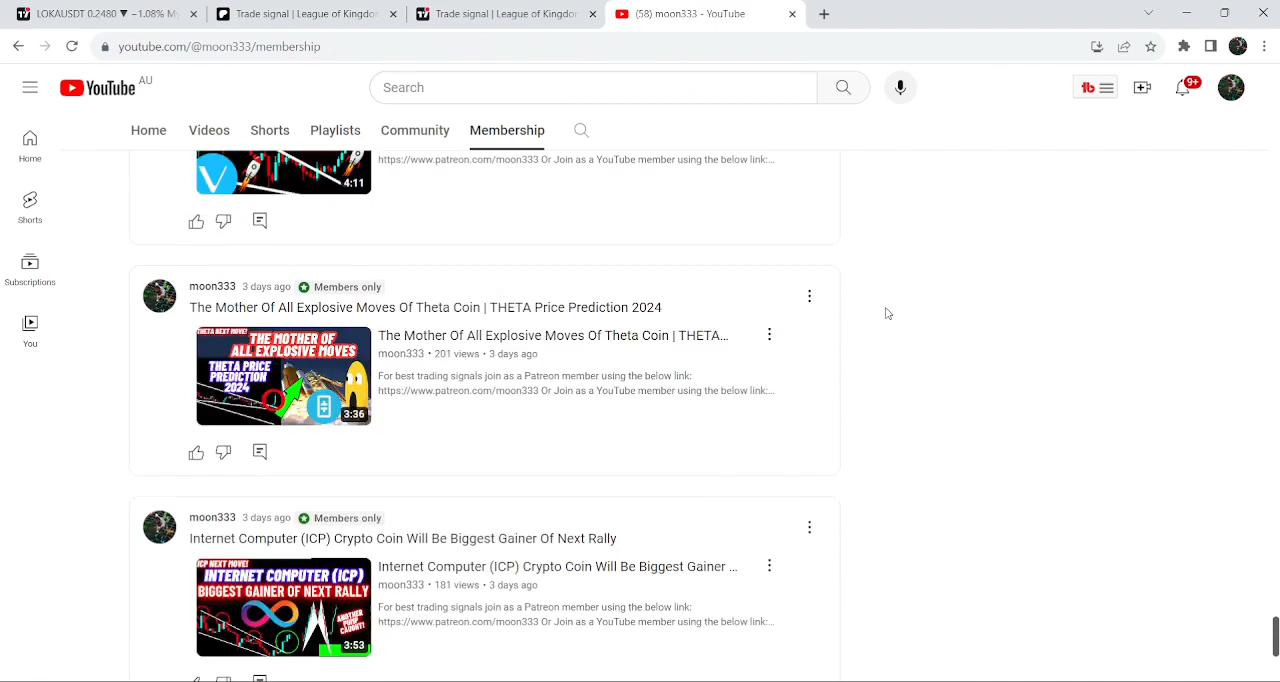 LOKAUSDT 0.2480 ▼ −1.08% My
Trade signal | League of Kingdom
Trade signal | League of Kingdom
(58) moon333 - YouTube
youtube.com/@moon333/membership
YouTube AU
Search
9+
Home
Videos
Shorts
Playlists
Community
Membership
Home
Shorts
Subscriptions
You
https://www.patreon.com/moon333 Or Join as a YouTube member using the below link:...
4:11
moon333 3 days ago Members only
The Mother Of All Explosive Moves Of Theta Coin | THETA Price Prediction 2024
THETA NEXT MOVE!
THE MOTHER OF
ALL EXPLOSIVE MOVES
THETA PRICE
PREDICTION
2024
3:36
The Mother Of All Explosive Moves Of Theta Coin | THETA...
moon333 • 201 views • 3 days ago
For best trading signals join as a Patreon member using the below link:
https://www.patreon.com/moon333 Or Join as a YouTube member using the below link:...
moon333 3 days ago Members only
Internet Computer (ICP) Crypto Coin Will Be Biggest Gainer Of Next Rally
ICP NEXT MOVE!
INTERNET COMPUTER (ICP)
BIGGEST GAINER OF NEXT RALLY
ANOTHER
PUMP
CAUGHT!
3:53
Internet Computer (ICP) Crypto Coin Will Be Biggest Gainer ...
moon333 • 181 views • 3 days ago
For best trading signals join as a Patreon member using the below link:
https://www.patreon.com/moon333 Or Join as a YouTube member using the below link:...